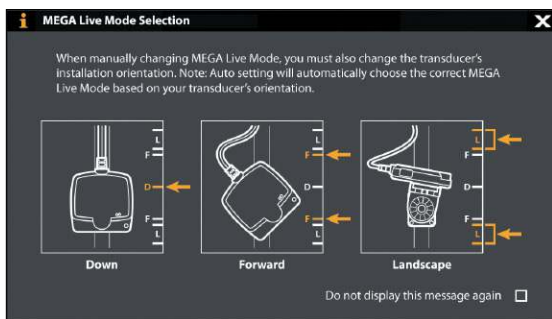 i MEGA Live Mode Selection X
When manually changing MEGA Live Mode, you must also change the transducer's
installation orientation. Note: Auto setting will automatically choose the correct MEGA
Live Mode based on your transducer's orientation.
L
F
D
F
L
L
F
D
F
L
L
F
D
F
L
Down Forward Landscape
Do not display this message again